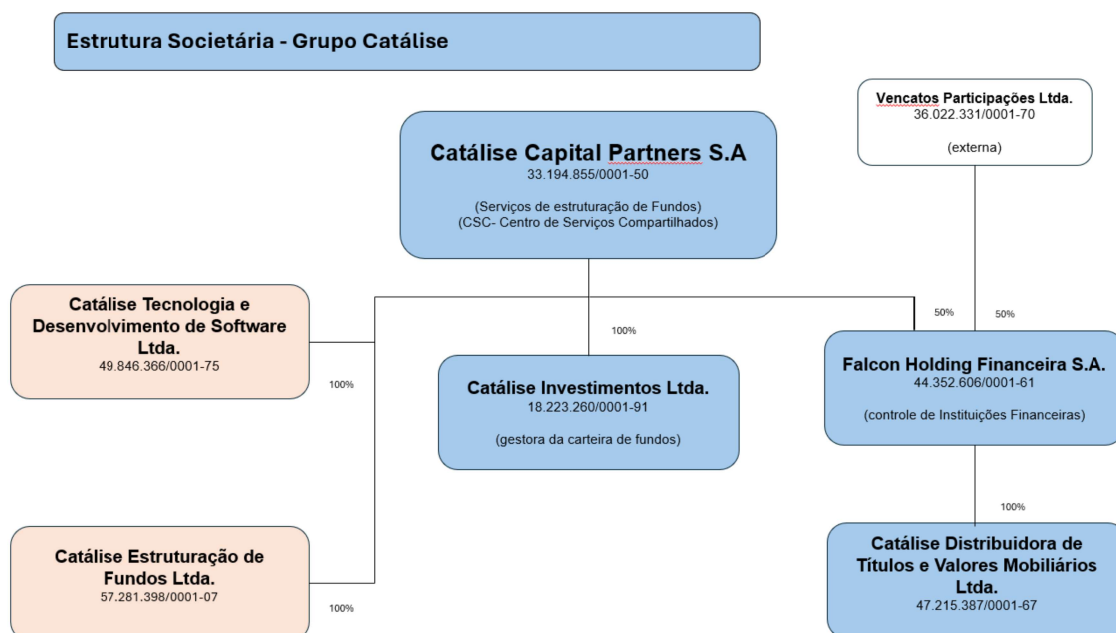 Estrutura Societária - Grupo Catálise
Vencatos Participações Ltda.
36.022.331/0001-70
(externa)
Catálise Capital Partners S.A
33.194.855/0001-50
(Serviços de estruturação de Fundos)
(CSC- Centro de Serviços Compartilhados)
Catálise Tecnologia e
Desenvolvimento de Software
Ltda.
49.846.366/0001-75
100%
100%
Catálise Investimentos Ltda.
18.223.260/0001-91
(gestora da carteira de fundos)
50%
50%
Falcon Holding Financeira S.A.
44.352.606/0001-61
(controle de Instituições Financeiras)
100%
Catálise Estruturação de
Fundos Ltda.
57.281.398/0001-07
100%
Catálise Distribuidora de
Títulos e Valores Mobiliários
Ltda.
47.215.387/0001-67